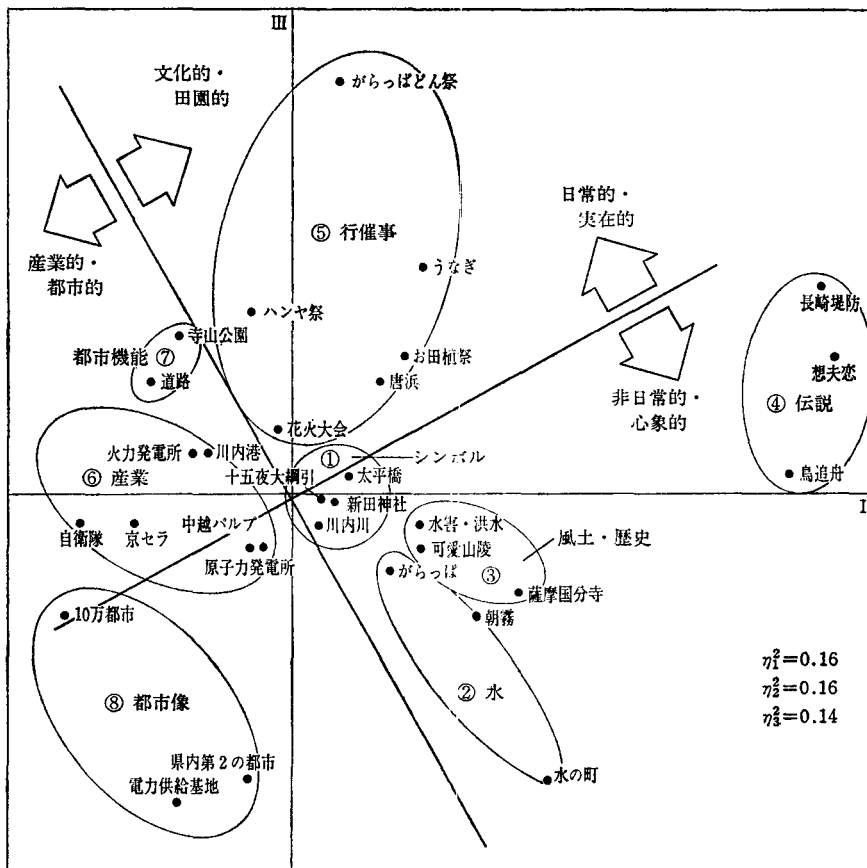 III
文化的・
田園的
がらっぱどん祭
日常的・
実在的
産業的・
都市的
⑤ 行催事
うなぎ
長崎堤防
ハンヤ祭
寺山公園
都市機能 ⑦
お田植祭
想夫恋
道路
唐浜
非日常的・
心象的
④ 伝説
花火大会
① シンボル
火力発電所 川内港
⑥ 産業
十五夜大綱引
太平橋
鳥追舟
新田神社
I
自衛隊 京セラ
中越パルプ
川内川
水害・洪水
風土・歴史
原子力発電所
可愛山陵
がらっぱ
③
薩摩国分寺
10万都市
朝霧
η₁²=0.16
② 水
η₂²=0.16
⑧ 都市像
η₃²=0.14
県内第2の都市
電力供給基地
水の町